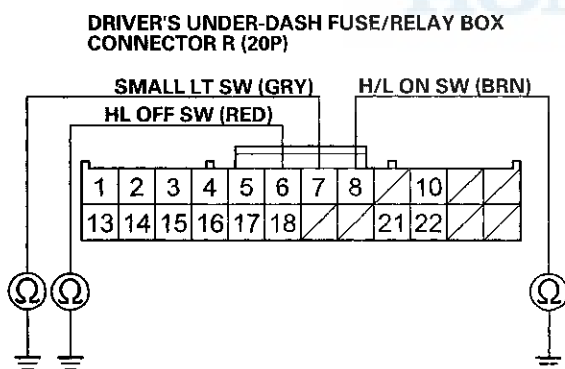 DRIVER'S UNDER-DASH FUSE/RELAY BOX
CONNECTOR R (20P)
SMALL LT SW (GRY) H/L ON SW (BRN)
HL OFF SW (RED)
1 2 3 4 5 6 7 8 10
13 14 15 16 17 18 21 22
Ω Ω Ω